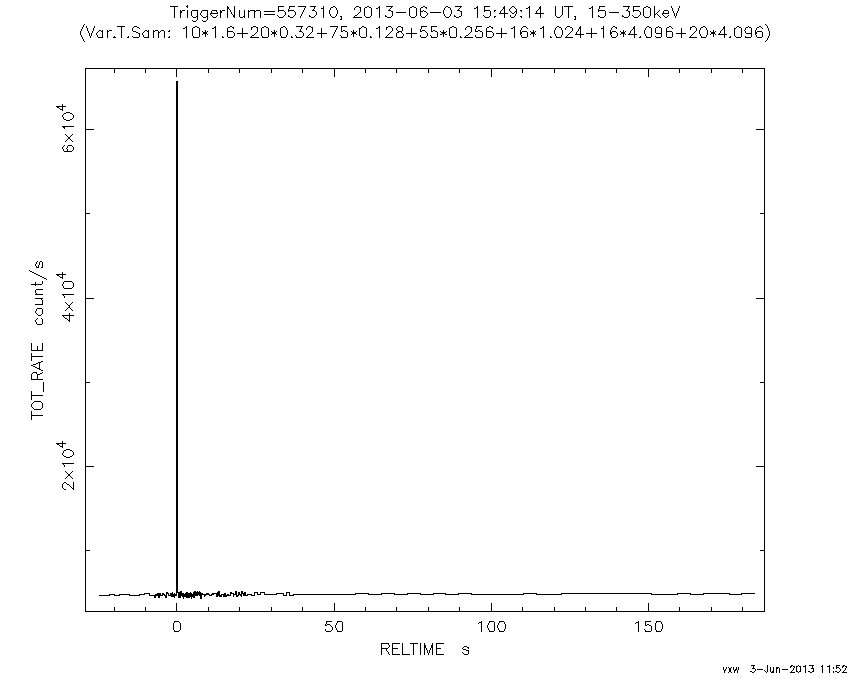 TriggerNum=557310, 2013-06-03 15:49:14 UT, 15-350keV
(Var.T.Sam: 10*1.6+20*0.32+75*0.128+55*0.256+16*1.024+16*4.096+20*4.096)
6×10⁴
4×10⁴
2×10⁴
TOT_RATE count/s
0 50 100 150
RELTIME s
vxw 3-Jun-2013 11:52